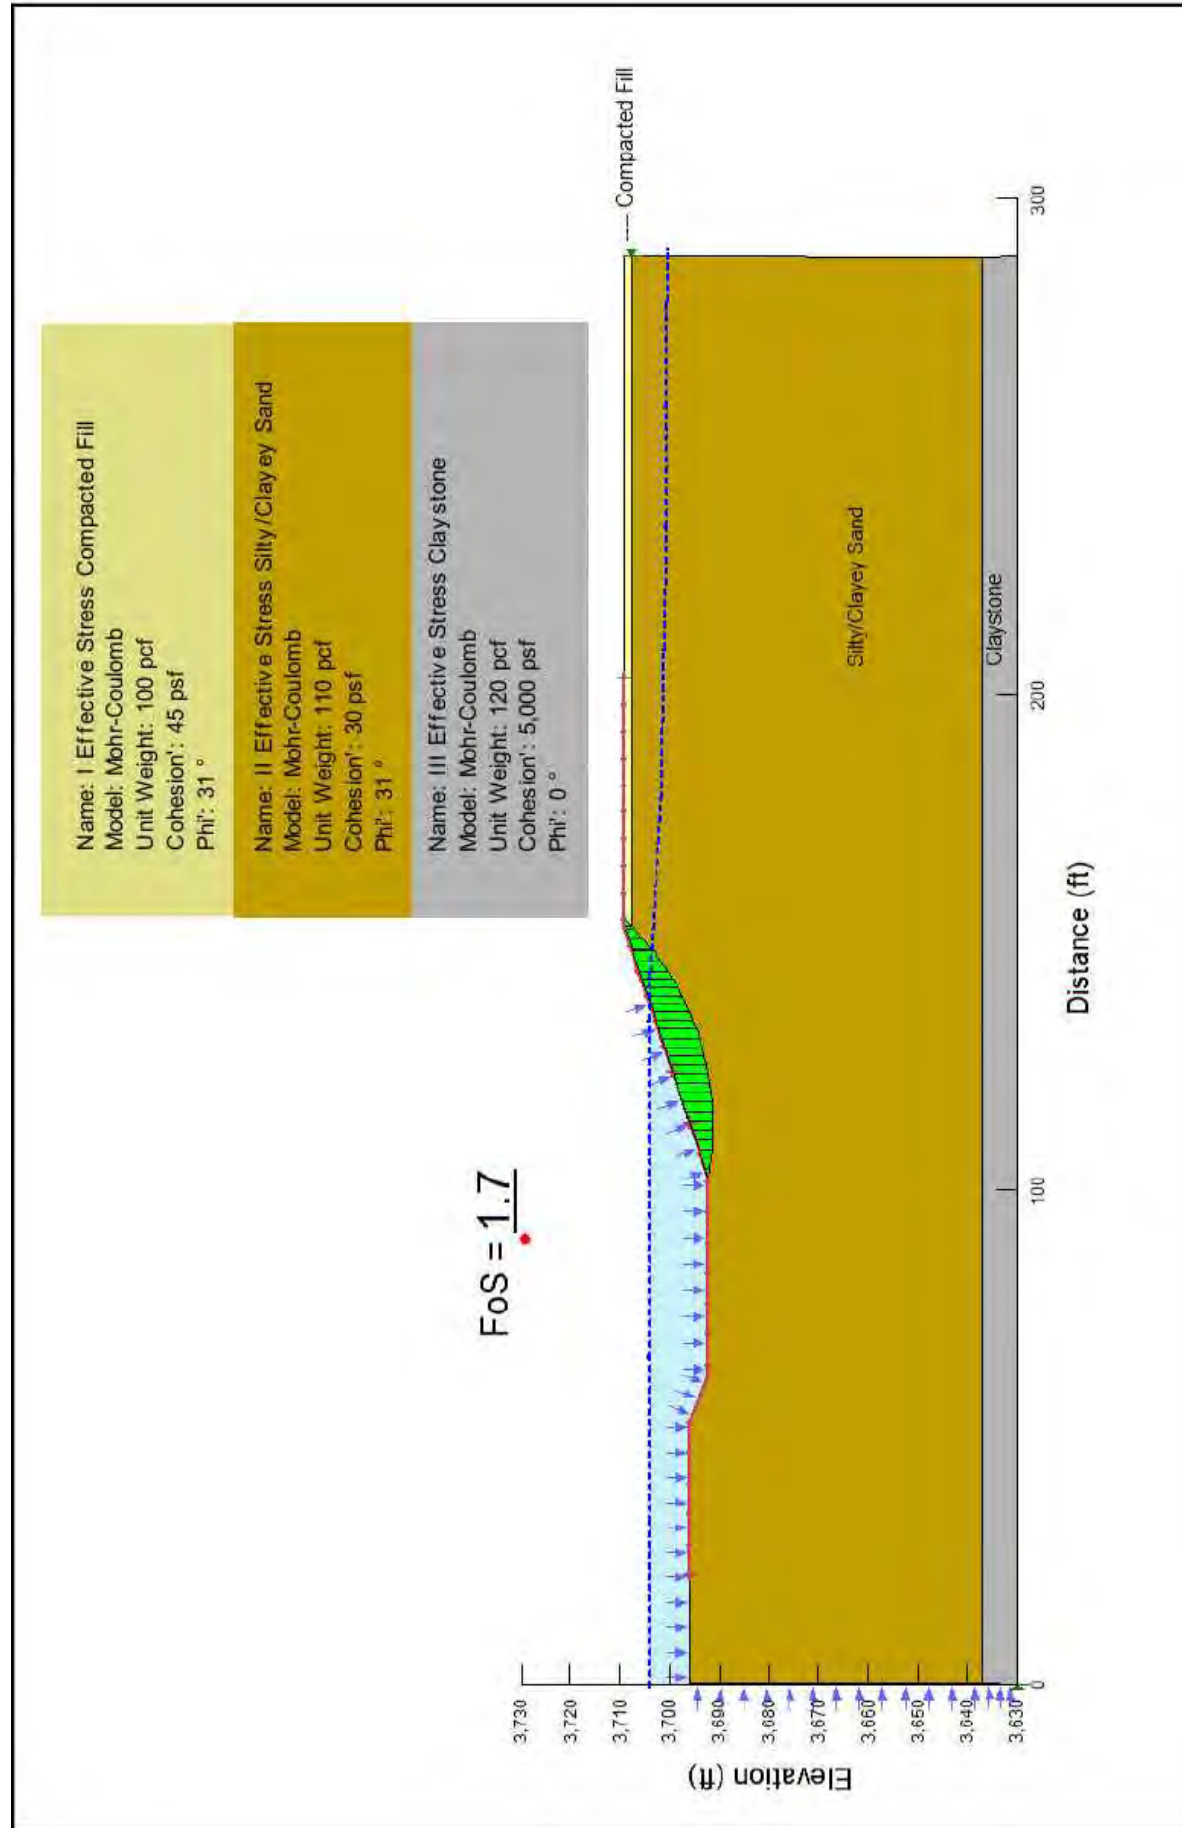 Name: I Effective Stress Compacted Fill
Model: Mohr-Coulomb
Unit Weight: 100 pcf
Cohesion': 45 psf
Phi': 31 °
Name: II Effective Stress Silty/Clayey Sand
Model: Mohr-Coulomb
Unit Weight: 110 pcf
Cohesion': 30 psf
Phi': 31 °
Name: III Effective Stress Claystone
Model: Mohr-Coulomb
Unit Weight: 120 pcf
Cohesion': 5,000 psf
Phi': 0 °
FoS = 1.7
Compacted Fill
Silty/Clayey Sand
Claystone
3,730
3,720
3,710
3,700
3,690
3,680
3,670
3,660
3,650
3,640
3,630
Elevation (ft)
0
100
200
300
Distance (ft)